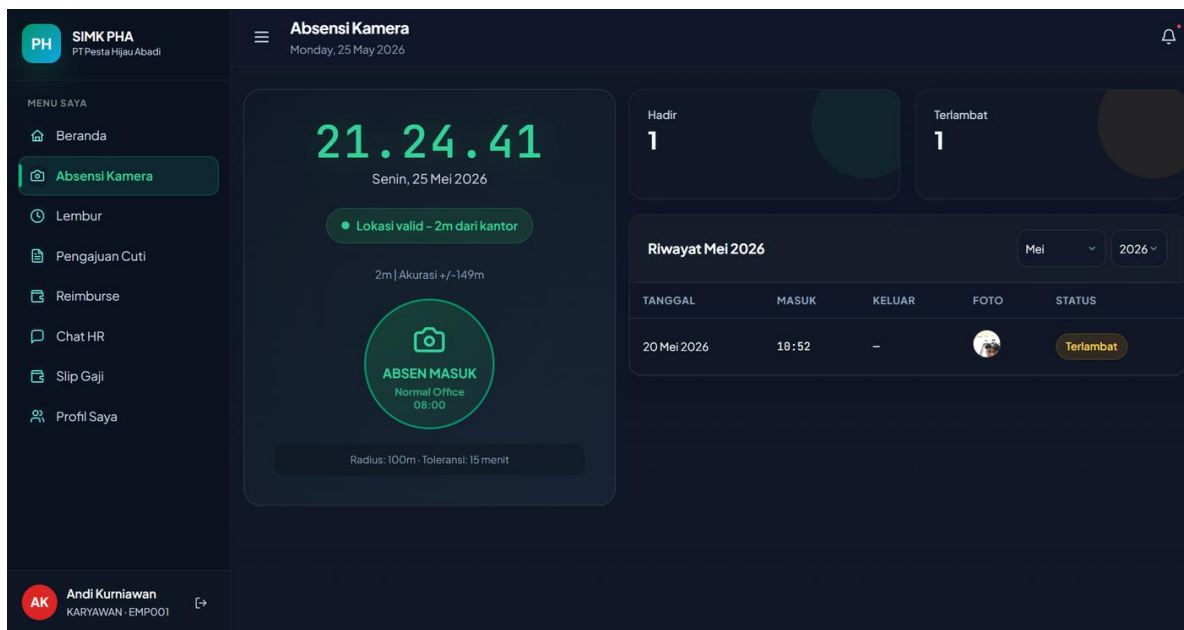 PH
SIMK PHA
PT Pesta Hijau Abadi
MENU SAYA
Beranda
Absensi Kamera
Lembur
Pengajuan Cuti
Reimburse
Chat HR
Slip Gaji
Profil Saya
AK
Andi Kurniawan
KARYAWAN · EMP001
Absensi Kamera
Monday, 25 May 2026
21.24.41
Senin, 25 Mei 2026
Lokasi valid - 2m dari kantor
2m | Akurasi +/-149m
ABSEN MASUK
Normal Office
08:00
Radius: 100m · Toleransi: 15 menit
Hadir
1
Terlambat
1
Riwayat Mei 2026
Mei
2026
TANGGAL MASUK KELUAR FOTO STATUS
20 Mei 2026 10:52 – Terlambat